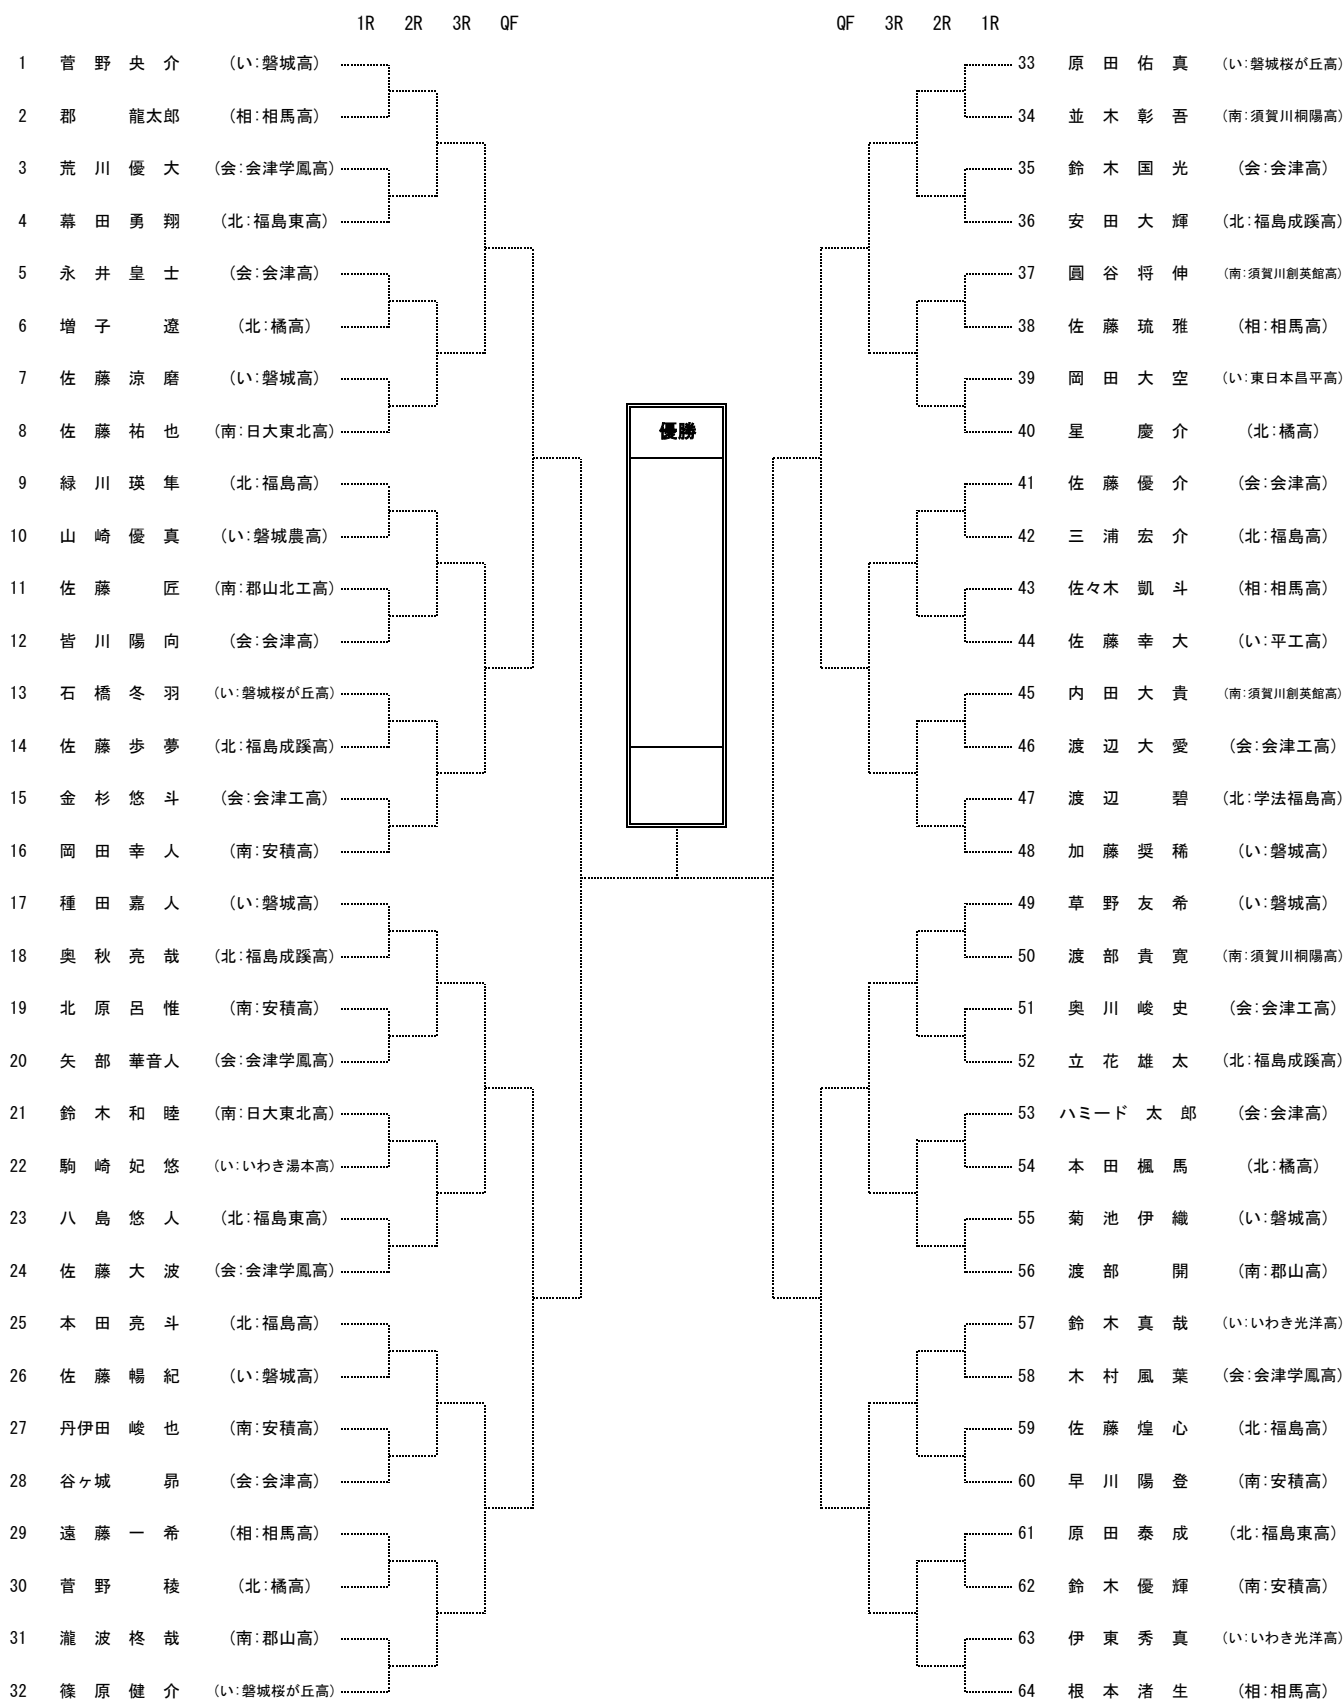 1R 2R 3R QF
QF 3R 2R 1R
1 菅野央介 (い:磐城高)
2 郡 龍太郎 (相:相馬高)
3 荒川優大 (会:会津学鳳高)
4 幕田勇翔 (北:福島東高)
5 永井皇士 (会:会津高)
6 増子 遼 (北:橘高)
7 佐藤涼磨 (い:磐城高)
8 佐藤祐也 (南:日大東北高)
9 緑川瑛隼 (北:福島高)
10 山崎優真 (い:磐城農高)
11 佐藤 匠 (南:郡山北工高)
12 皆川陽向 (会:会津高)
13 石橋冬羽 (い:磐城桜が丘高)
14 佐藤歩夢 (北:福島成蹊高)
15 金杉悠斗 (会:会津工高)
16 岡田幸人 (南:安積高)
17 種田嘉人 (い:磐城高)
18 奥秋亮哉 (北:福島成蹊高)
19 北原呂惟 (南:安積高)
20 矢部華音人 (会:会津学鳳高)
21 鈴木和睦 (南:日大東北高)
22 駒崎妃悠 (い:いわき湯本高)
23 八島悠人 (北:福島東高)
24 佐藤大波 (会:会津学鳳高)
25 本田亮斗 (北:福島高)
26 佐藤暢紀 (い:磐城高)
27 丹伊田峻也 (南:安積高)
28 谷ヶ城 昴 (会:会津高)
29 遠藤一希 (相:相馬高)
30 菅野 稜 (北:橘高)
31 瀧波柊哉 (南:郡山高)
32 篠原健介 (い:磐城桜が丘高)
優勝
33 原田佑真 (い:磐城桜が丘高)
34 並木彰吾 (南:須賀川桐陽高)
35 鈴木国光 (会:会津高)
36 安田大輝 (北:福島成蹊高)
37 圓谷将伸 (南:須賀川創英館高)
38 佐藤琉雅 (相:相馬高)
39 岡田大空 (い:東日本昌平高)
40 星 慶介 (北:橘高)
41 佐藤優介 (会:会津高)
42 三浦宏介 (北:福島高)
43 佐々木凱斗 (相:相馬高)
44 佐藤幸大 (い:平工高)
45 内田大貴 (南:須賀川創英館高)
46 渡辺大愛 (会:会津工高)
47 渡辺 碧 (北:学法福島高)
48 加藤奨稀 (い:磐城高)
49 草野友希 (い:磐城高)
50 渡部貴寛 (南:須賀川桐陽高)
51 奥川峻史 (会:会津工高)
52 立花雄太 (北:福島成蹊高)
53 ハミード 太郎 (会:会津高)
54 本田楓馬 (北:橘高)
55 菊池伊織 (い:磐城高)
56 渡部 開 (南:郡山高)
57 鈴木真哉 (い:いわき光洋高)
58 木村風葉 (会:会津学鳳高)
59 佐藤煌心 (北:福島高)
60 早川陽登 (南:安積高)
61 原田泰成 (北:福島東高)
62 鈴木優輝 (南:安積高)
63 伊東秀真 (い:いわき光洋高)
64 根本渚生 (相:相馬高)